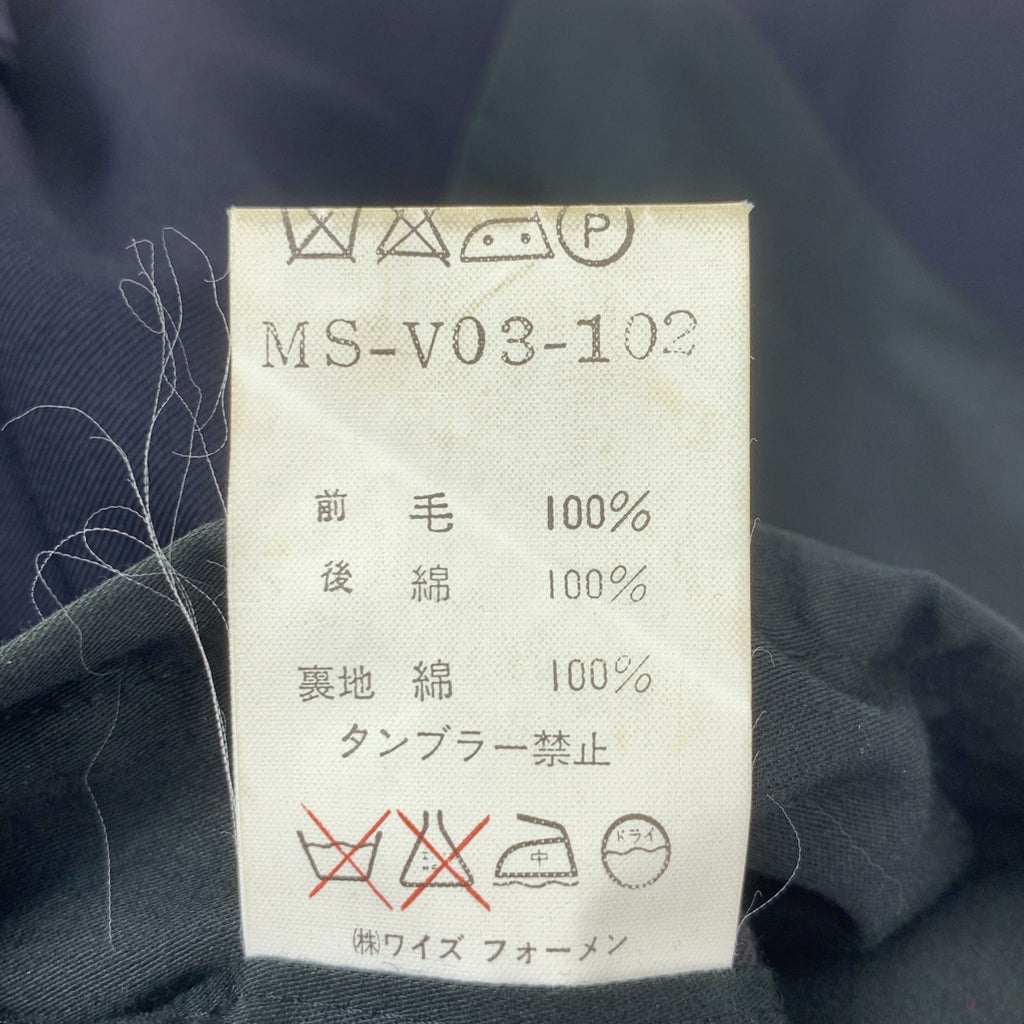 P
MS-V03-102
前 毛 100%
後 綿 100%
裏地 綿 100%
タンブラー禁止
中 ドライ
㈱ワイズ フォーメン